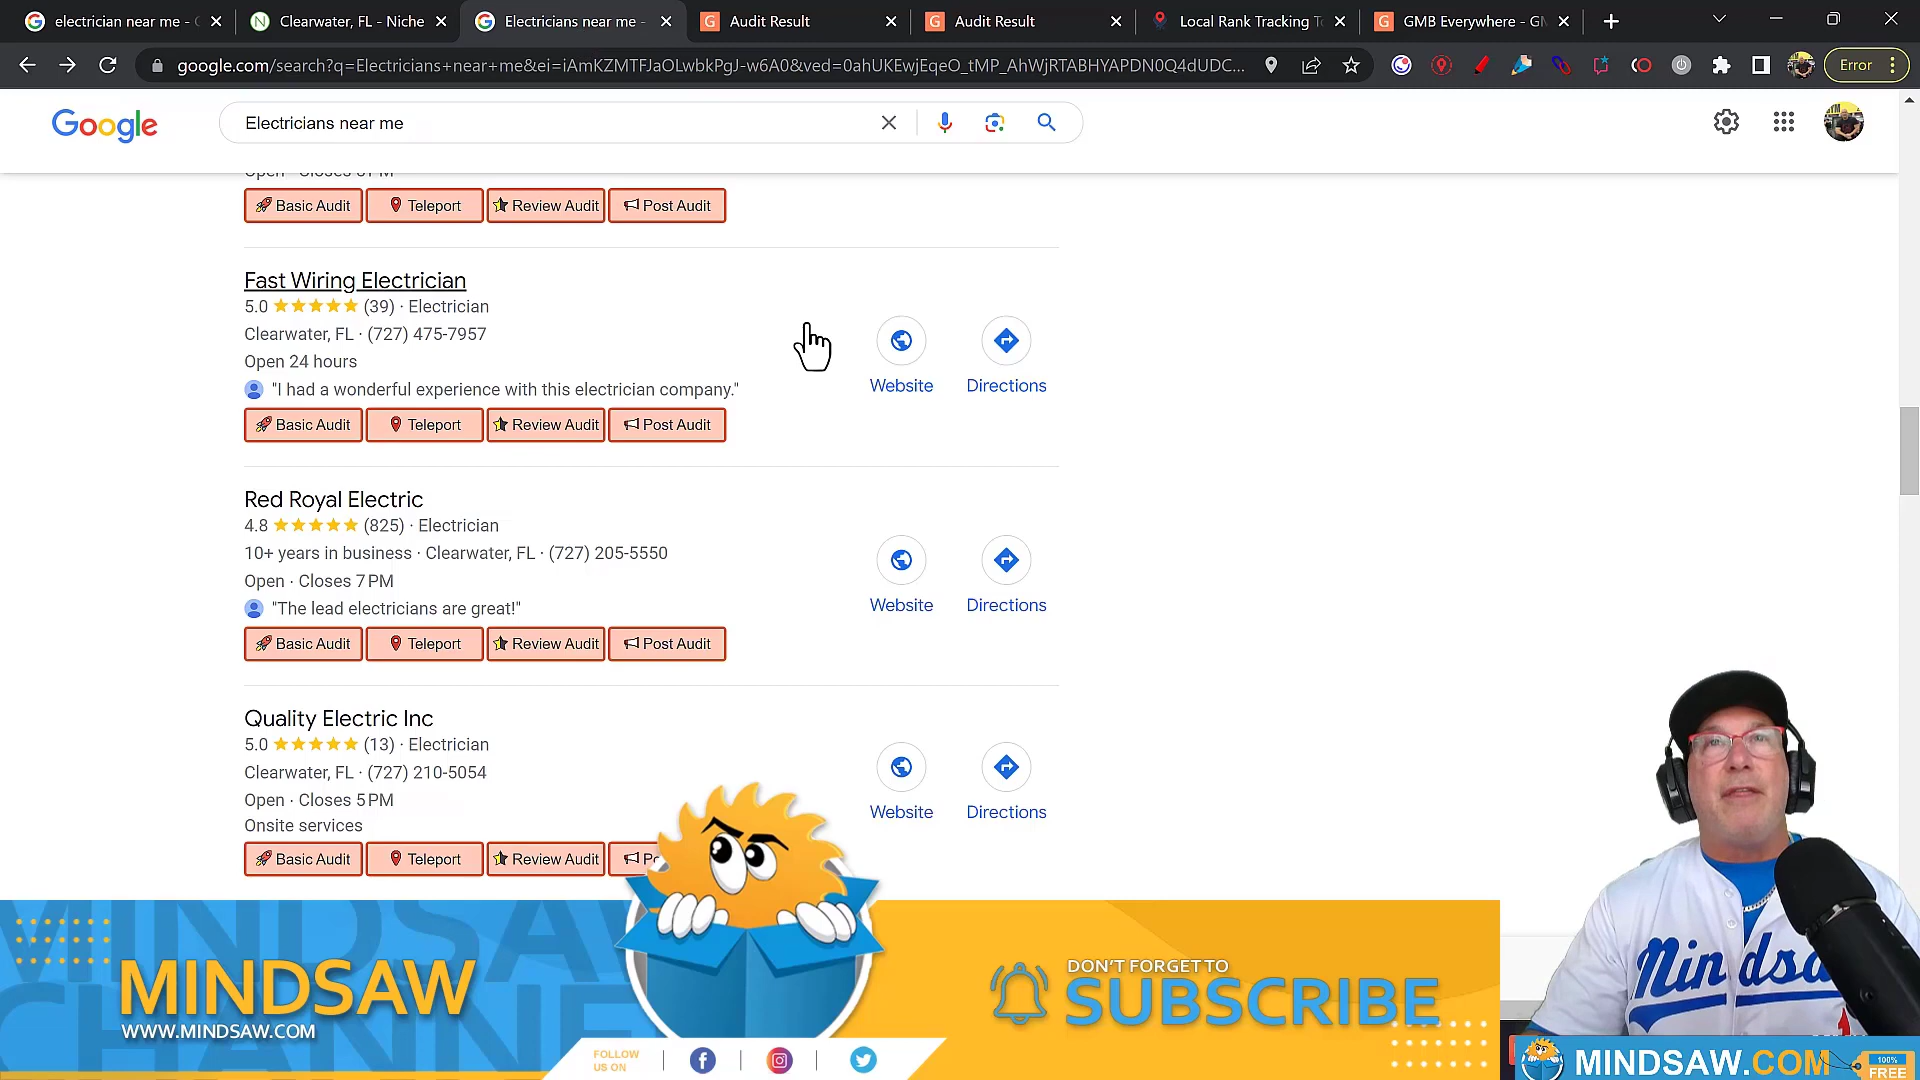 electrician near me -
Clearwater, FL - Niche
Electricians near me -
Audit Result
Audit Result
Local Rank Tracking To
GMB Everywhere - GM
google.com/search?q=Electricians+near+me&ei=iAmKZMTFJaOLwbkPgJ-w6A0&ved=0ahUKEwjEqeO_tMP_AhWjRTABHYAPDN0Q4dUDC...
Error
Google
Electricians near me
Basic Audit Teleport Review Audit Post Audit
Fast Wiring Electrician
5.0 (39) · Electrician
Clearwater, FL · (727) 475-7957
Open 24 hours
"I had a wonderful experience with this electrician company."
Website Directions
Basic Audit Teleport Review Audit Post Audit
Red Royal Electric
4.8 (825) · Electrician
10+ years in business · Clearwater, FL · (727) 205-5550
Open · Closes 7 PM
"The lead electricians are great!"
Website Directions
Basic Audit Teleport Review Audit Post Audit
Quality Electric Inc
5.0 (13) · Electrician
Clearwater, FL · (727) 210-5054
Open · Closes 5 PM
Onsite services
Website Directions
Basic Audit Teleport Review Audit
MINDSAW
WWW.MINDSAW.COM
DON'T FORGET TO
SUBSCRIBE
FOLLOW
US ON
Mindsaw
MINDSAW.COM
100%
FREE